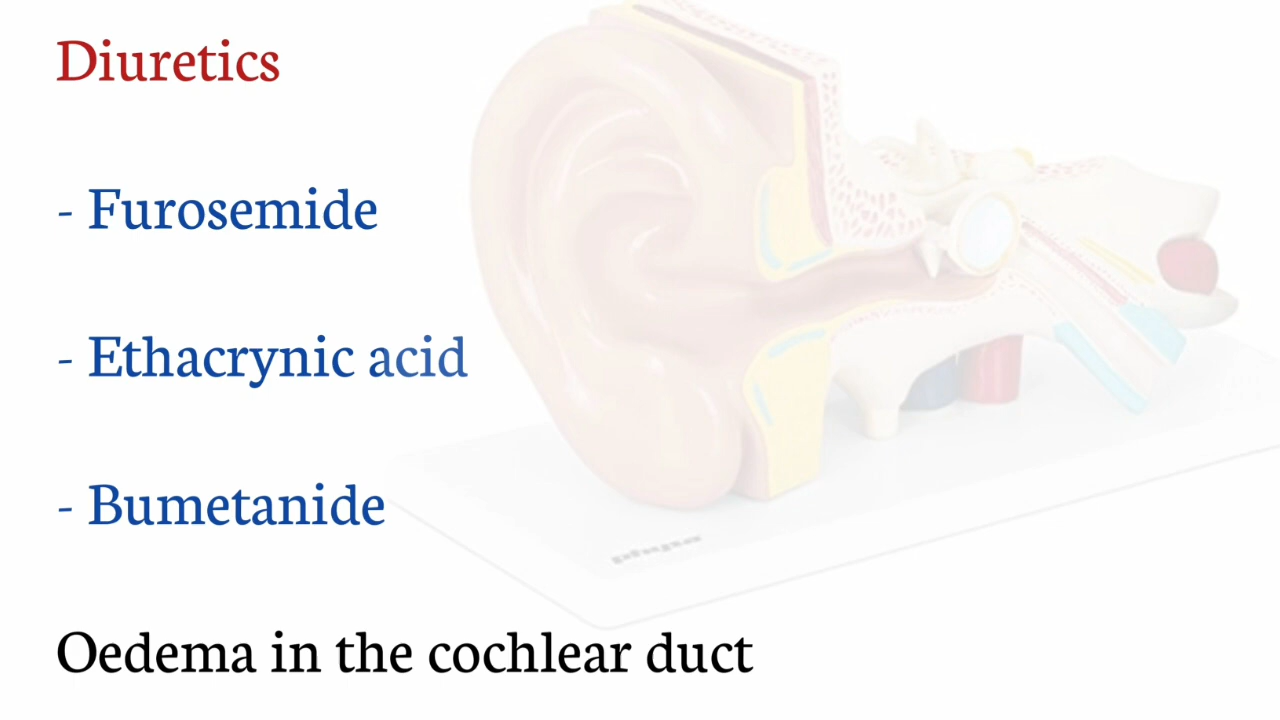 Diuretics
- Furosemide
- Ethacrynic acid
- Bumetanide
Oedema in the cochlear duct